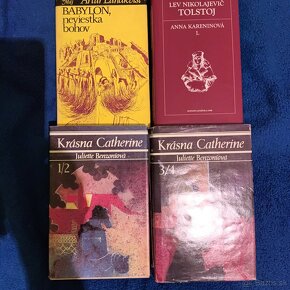 Artur Lundkvist
BABYLON,
neviestka
bohov
LEV NIKOLAJEVIČ
TOLSTOJ
ANNA KARENINOVÁ
I.
Krásna Catherine
Juliette Benzoniová
1/2
Krásna Catherine
Juliette Benzoniová
3/4